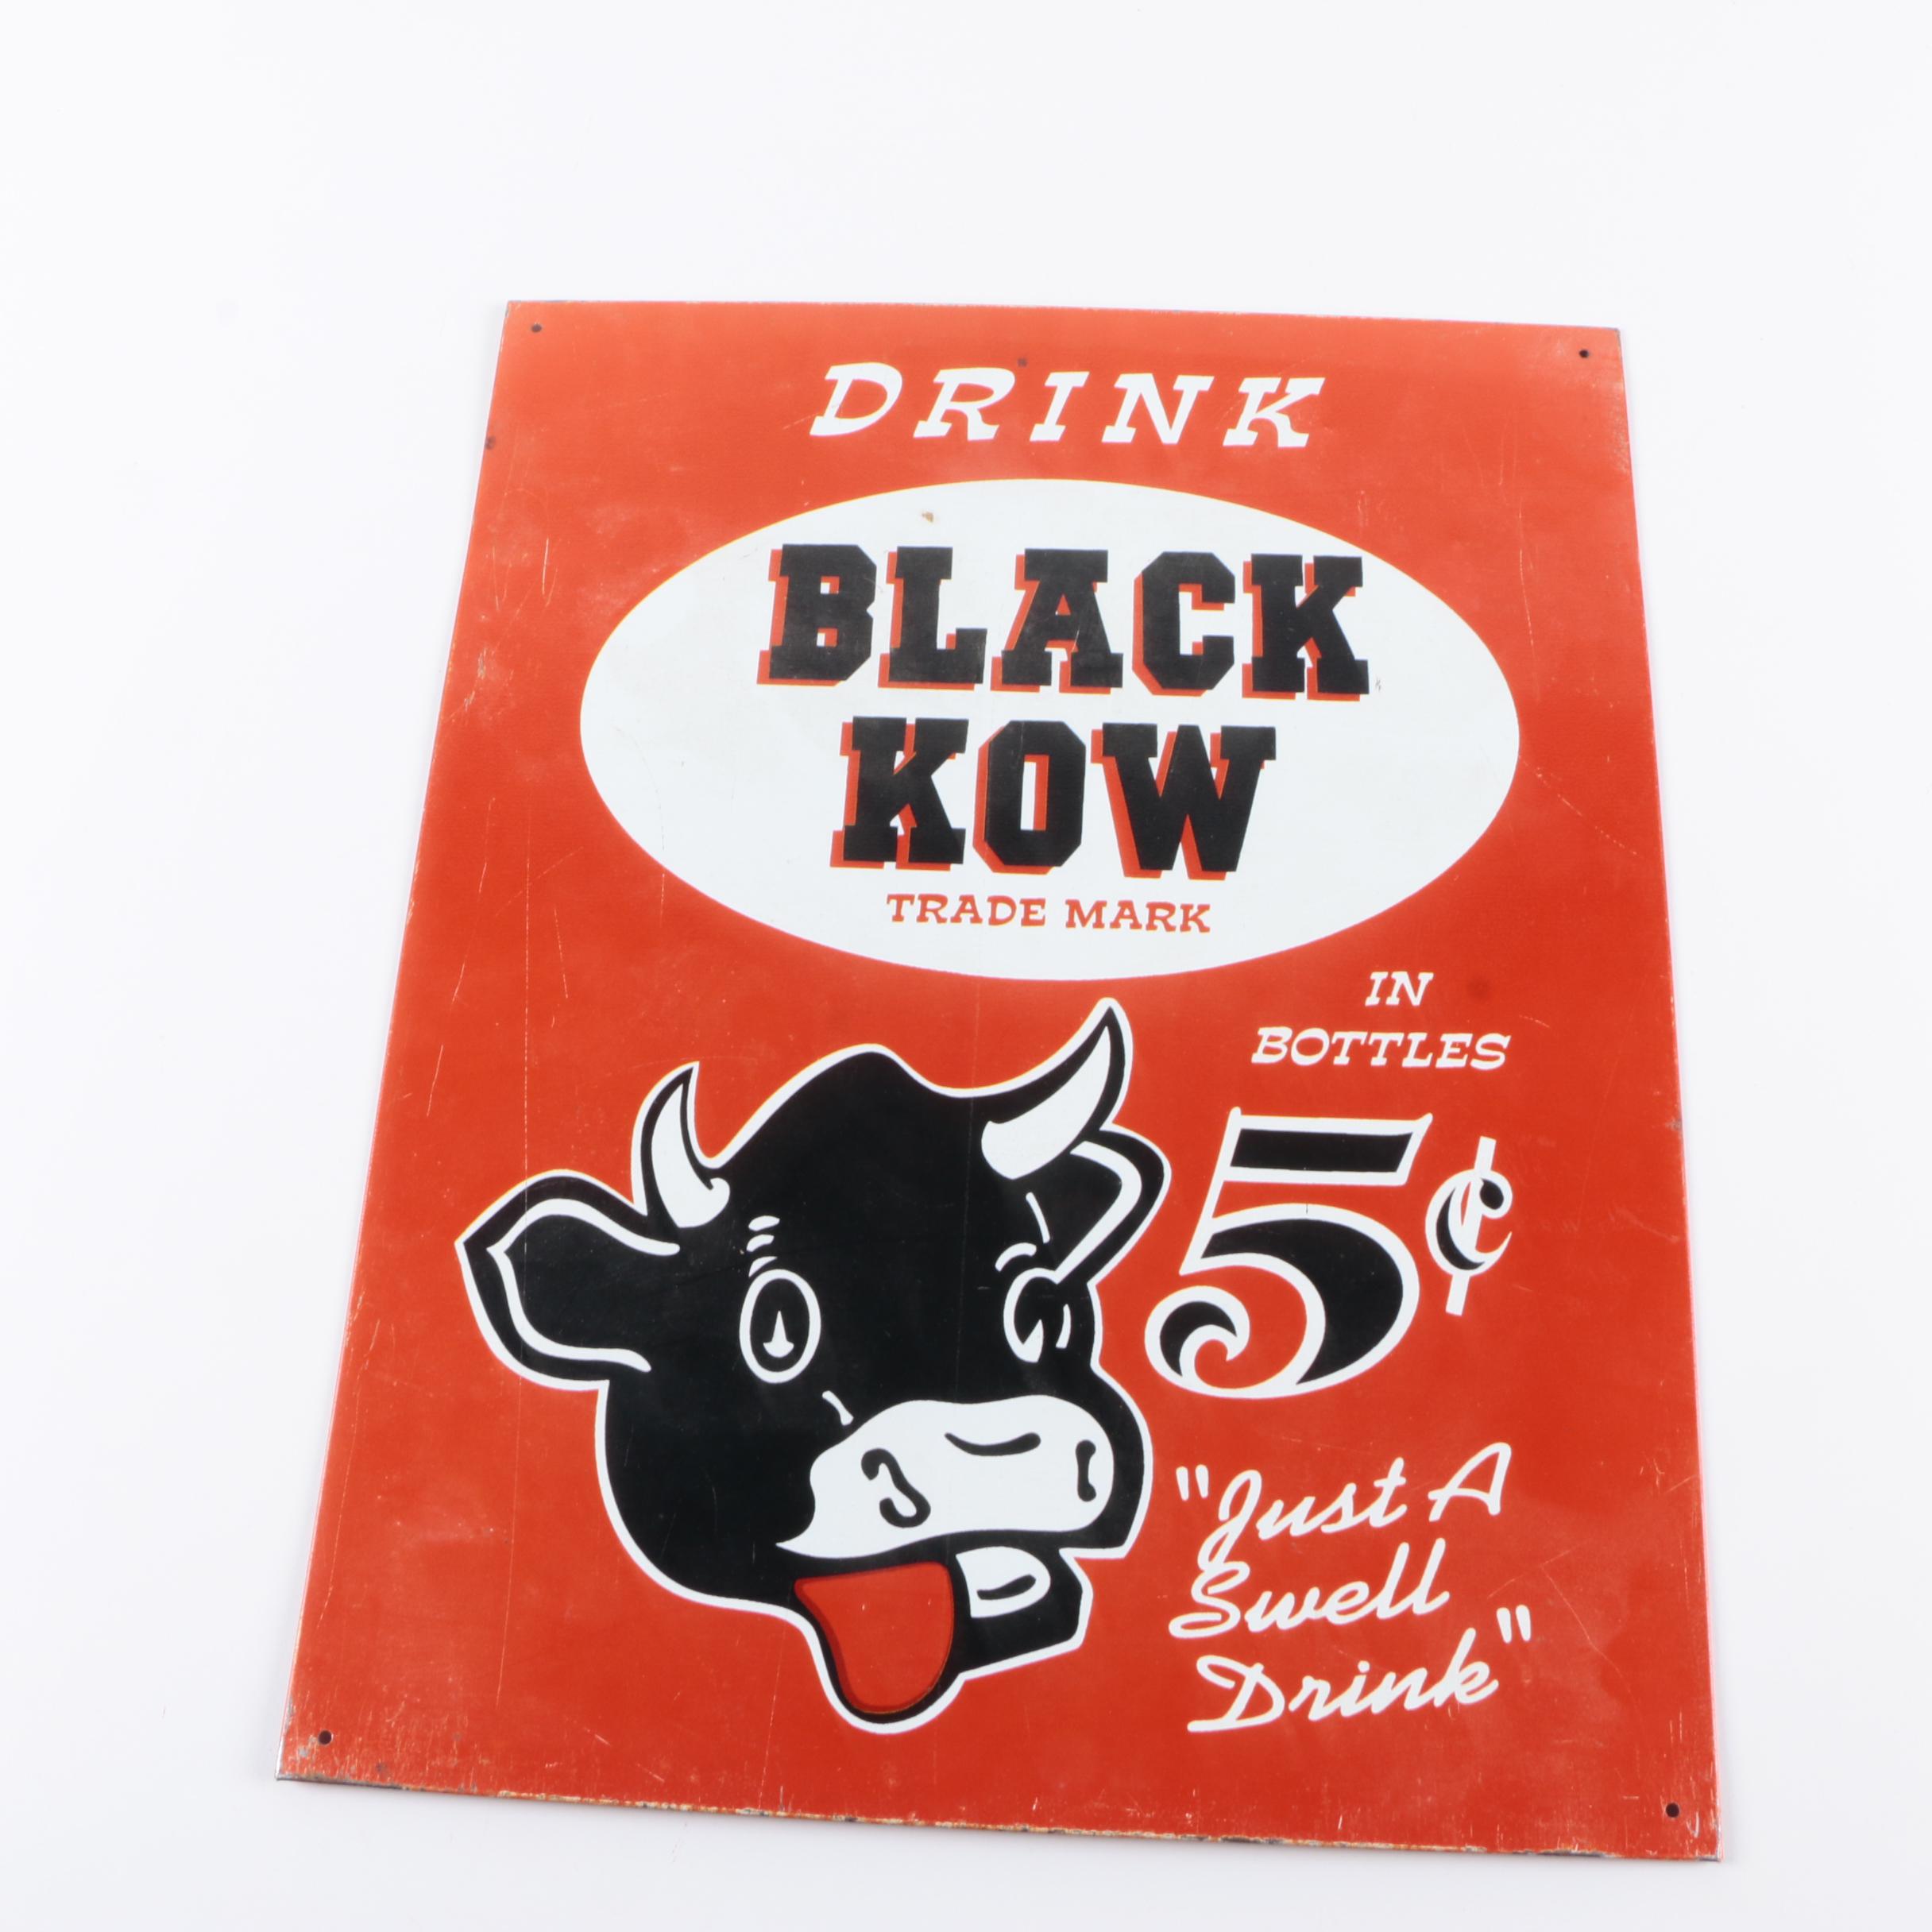 DRINK
BLACK
KOW
TRADE MARK
IN
BOTTLES
5¢
"Just A
Swell
Drink"